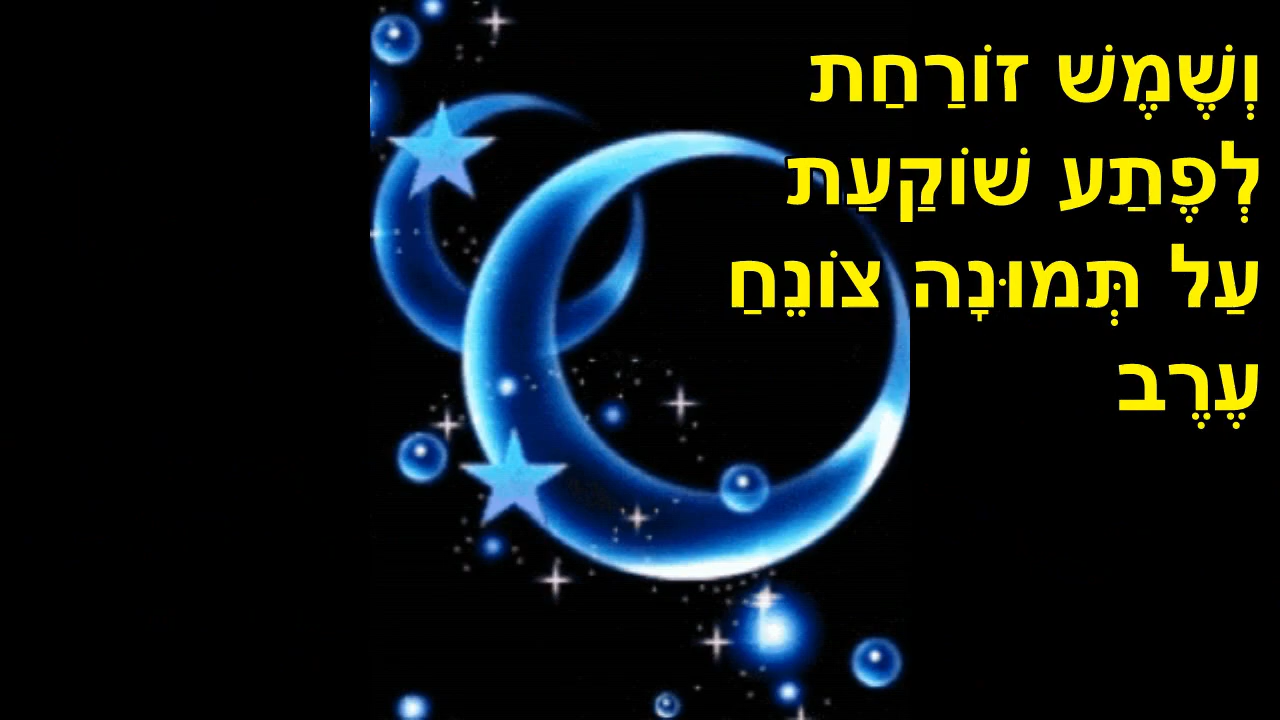 וְשֶׁמֶשׁ זוֹרַחַת
לְפֶתַע שׁוֹקַעַת
עַל תְּמוּנָה צוֹנֵחַ
עֶרֶב